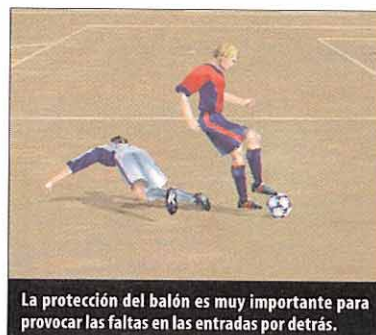 La protección del balón es muy importante para
provocar las faltas en las entradas por detrás.